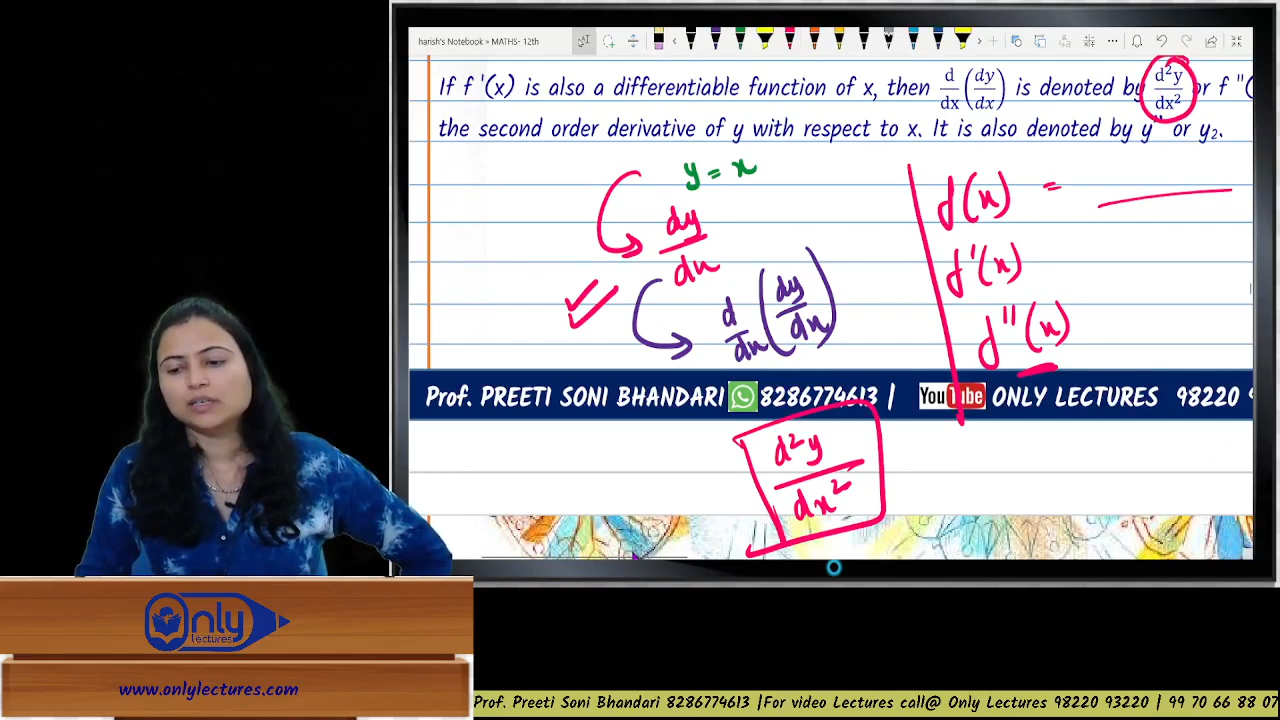 harish's Notebook » MATHS- 12th
If f '(x) is also a differentiable function of x, then d/dx (dy/dx) is denoted by d²y/dx² or f "(
the second order derivative of y with respect to x. It is also denoted by y" or y₂.
y = x
dy/dx
d/dx (dy/dx)
f(x) =
f'(x)
f"(x)
Prof. PREETI SONI BHANDARI 8286774613 | YouTube ONLY LECTURES 98220 9
d²y/dx²
Only
lectures
www.onlylectures.com
Prof. Preeti Soni Bhandari 8286774613 |For video Lectures call@ Only Lectures 98220 93220 | 99 70 66 88 07